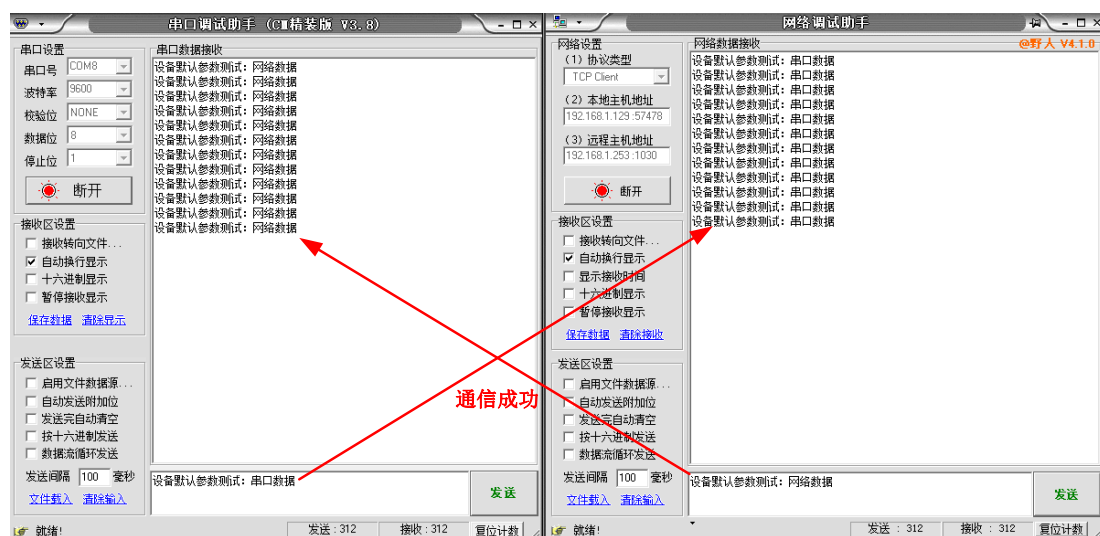 串口调试助手 (CM精装版 V3.8)
串口设置
串口号 COM8
波特率 9600
校验位 NONE
数据位 8
停止位 1
断开
接收区设置
接收转向文件...
自动换行显示
十六进制显示
暂停接收显示
保存数据 清除显示
发送区设置
启用文件数据源...
自动发送附加位
发送完自动清空
按十六进制发送
数据流循环发送
发送间隔 100 毫秒
文件载入 清除输入
串口数据接收
设备默认参数测试：网络数据
设备默认参数测试：网络数据
设备默认参数测试：网络数据
设备默认参数测试：网络数据
设备默认参数测试：网络数据
设备默认参数测试：网络数据
设备默认参数测试：网络数据
设备默认参数测试：网络数据
设备默认参数测试：网络数据
设备默认参数测试：网络数据
设备默认参数测试：网络数据
设备默认参数测试：网络数据
设备默认参数测试：串口数据
发送
就绪!
发送:312 接收:312 复位计数
通信成功
网络调试助手
网络设置
(1) 协议类型
TCP Client
(2) 本地主机地址
192.168.1.129 :57478
(3) 远程主机地址
192.168.1.253 :1030
断开
接收区设置
接收转向文件...
自动换行显示
显示接收时间
十六进制显示
暂停接收显示
保存数据 清除接收
发送区设置
启用文件数据源...
自动发送附加位
发送完自动清空
按十六进制发送
数据流循环发送
发送间隔 100 毫秒
文件载入 清除输入
网络数据接收
@野人 V4.1.0
设备默认参数测试：串口数据
设备默认参数测试：串口数据
设备默认参数测试：串口数据
设备默认参数测试：串口数据
设备默认参数测试：串口数据
设备默认参数测试：串口数据
设备默认参数测试：串口数据
设备默认参数测试：串口数据
设备默认参数测试：串口数据
设备默认参数测试：串口数据
设备默认参数测试：串口数据
设备默认参数测试：串口数据
设备默认参数测试：网络数据
发送
就绪!
发送 : 312 接收 : 312 复位计数